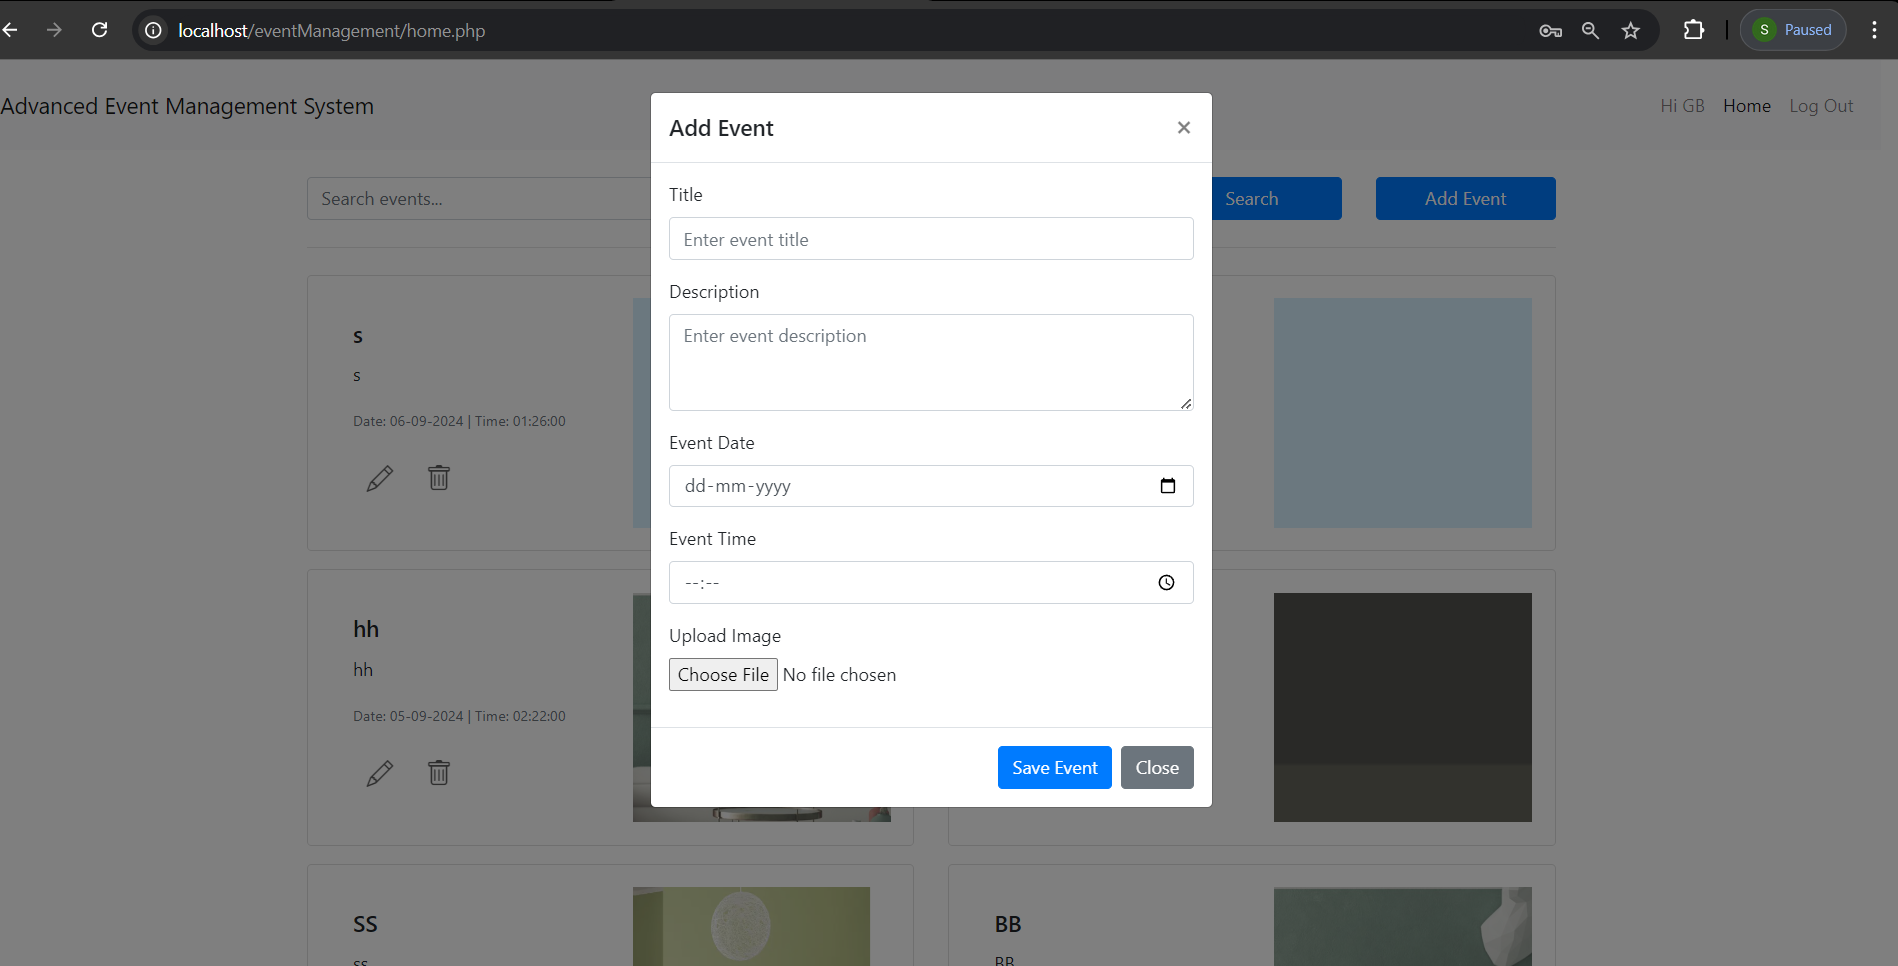 localhost/eventManagement/home.php
S Paused
Advanced Event Management System
Hi GB Home Log Out
Search events...
Search
Add Event
Add Event
×
Title
Enter event title
Description
Enter event description
Event Date
dd-mm-yyyy
Event Time
--:--
Upload Image
Choose File No file chosen
Save Event
Close
s
s
Date: 06-09-2024 | Time: 01:26:00
hh
hh
Date: 05-09-2024 | Time: 02:22:00
SS
ss
BB
BB